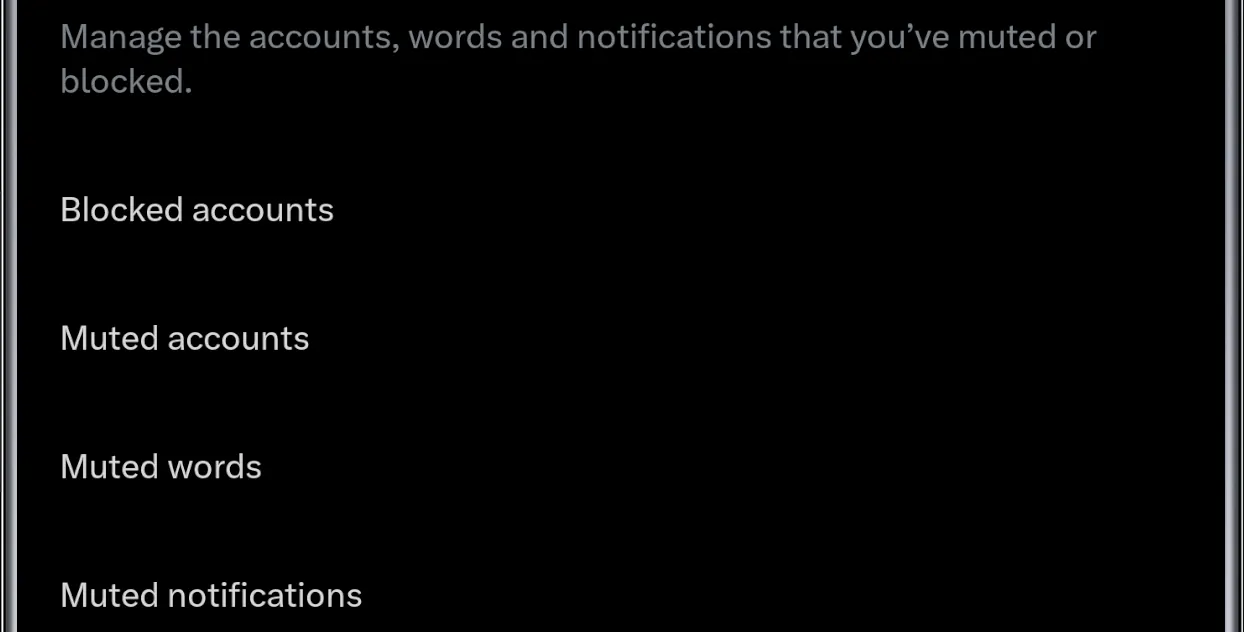 Manage the accounts, words and notifications that you’ve muted or
blocked.
Blocked accounts
Muted accounts
Muted words
Muted notifications